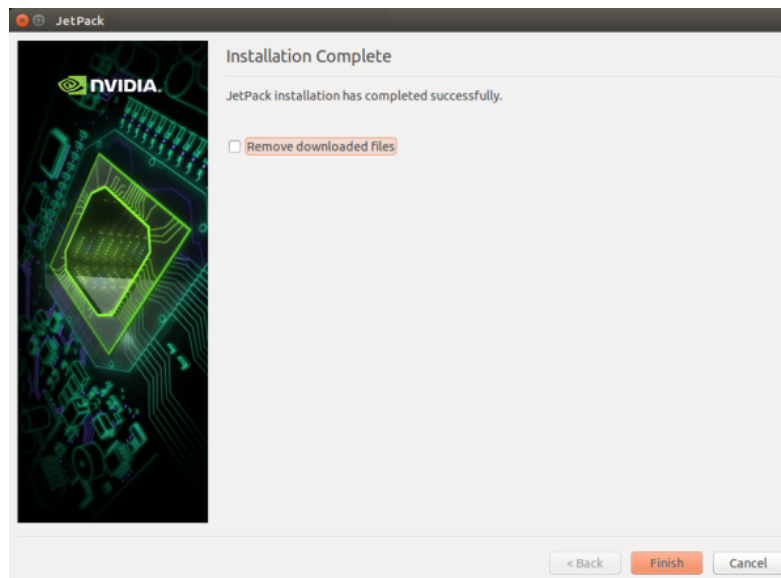 JetPack
NVIDIA.
Installation Complete
JetPack installation has completed successfully.
Remove downloaded files
< Back
Finish
Cancel